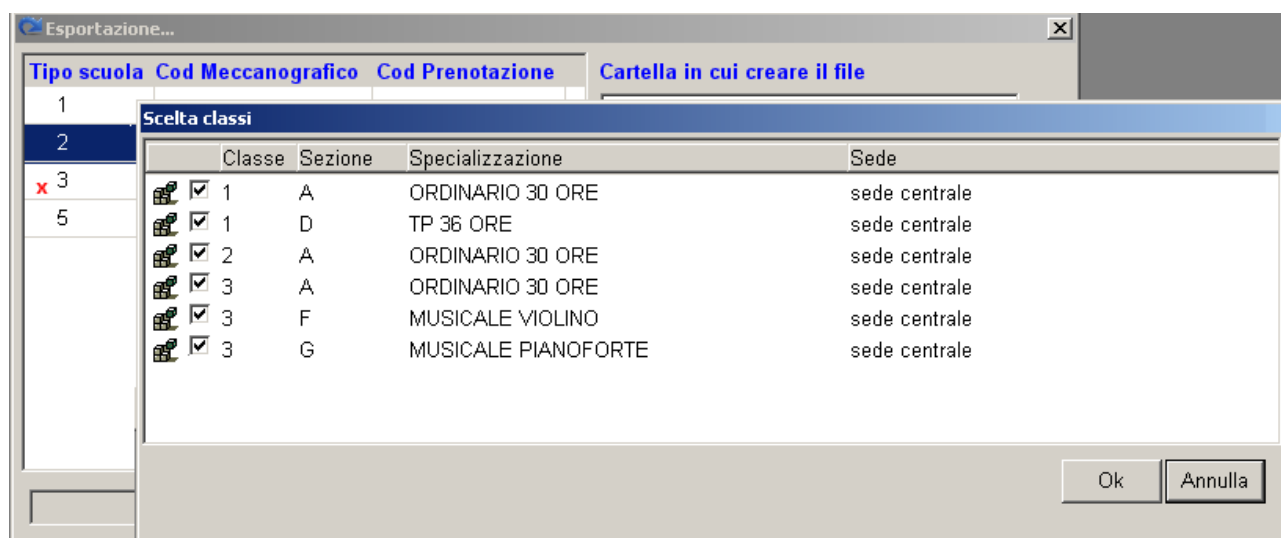 Esportazione...
Tipo scuola Cod Meccanografico Cod Prenotazione Cartella in cui creare il file
1
2
x 3
5
Scelta classi
Classe Sezione Specializzazione Sede
1 A ORDINARIO 30 ORE sede centrale
1 D TP 36 ORE sede centrale
2 A ORDINARIO 30 ORE sede centrale
3 A ORDINARIO 30 ORE sede centrale
3 F MUSICALE VIOLINO sede centrale
3 G MUSICALE PIANOFORTE sede centrale
Ok Annulla